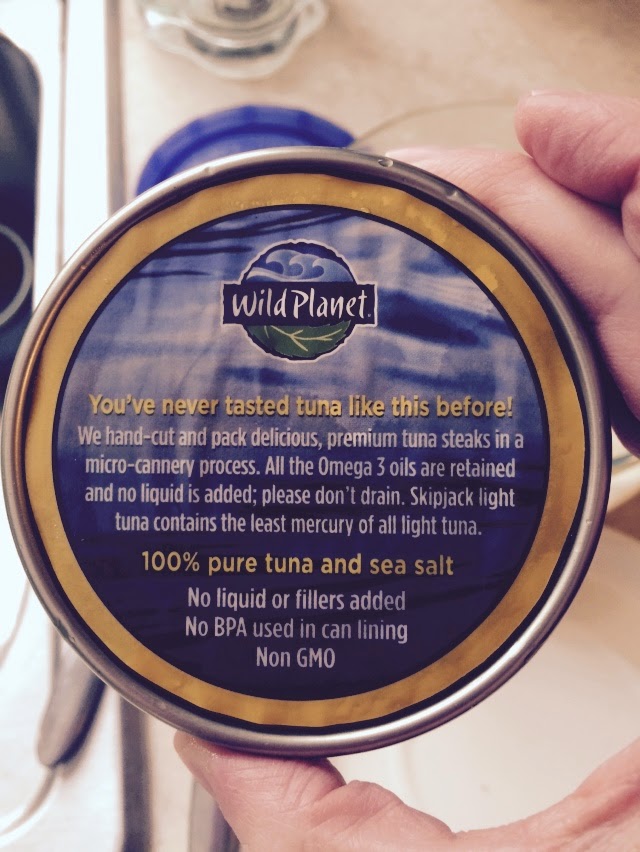 Wild Planet
You've never tasted tuna like this before!
We hand-cut and pack delicious, premium tuna steaks in a
micro-cannery process. All the Omega 3 oils are retained
and no liquid is added; please don't drain. Skipjack light
tuna contains the least mercury of all light tuna.
100% pure tuna and sea salt
No liquid or fillers added
No BPA used in can lining
Non GMO